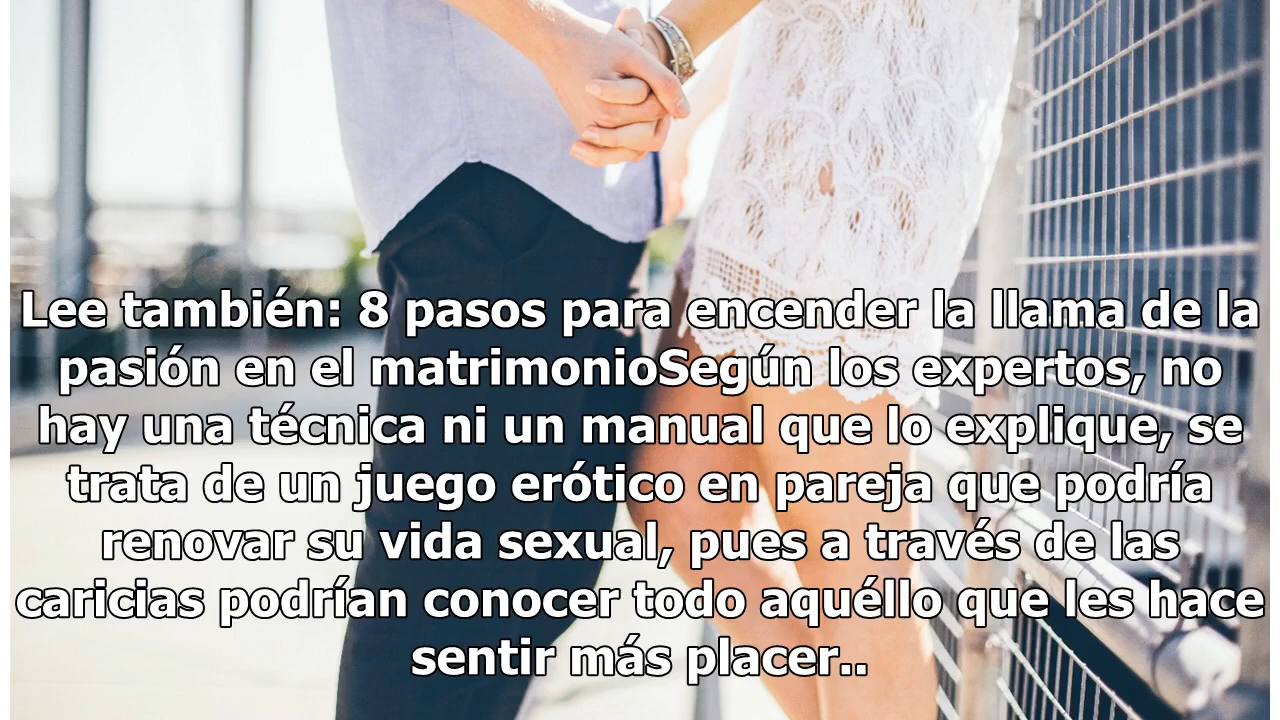 Lee también: 8 pasos para encender la llama de la
pasión en el matrimonioSegún los expertos, no
hay una técnica ni un manual que lo explique, se
trata de un juego erótico en pareja que podría
renovar su vida sexual, pues a través de las
caricias podrían conocer todo aquéllo que les hace
sentir más placer..